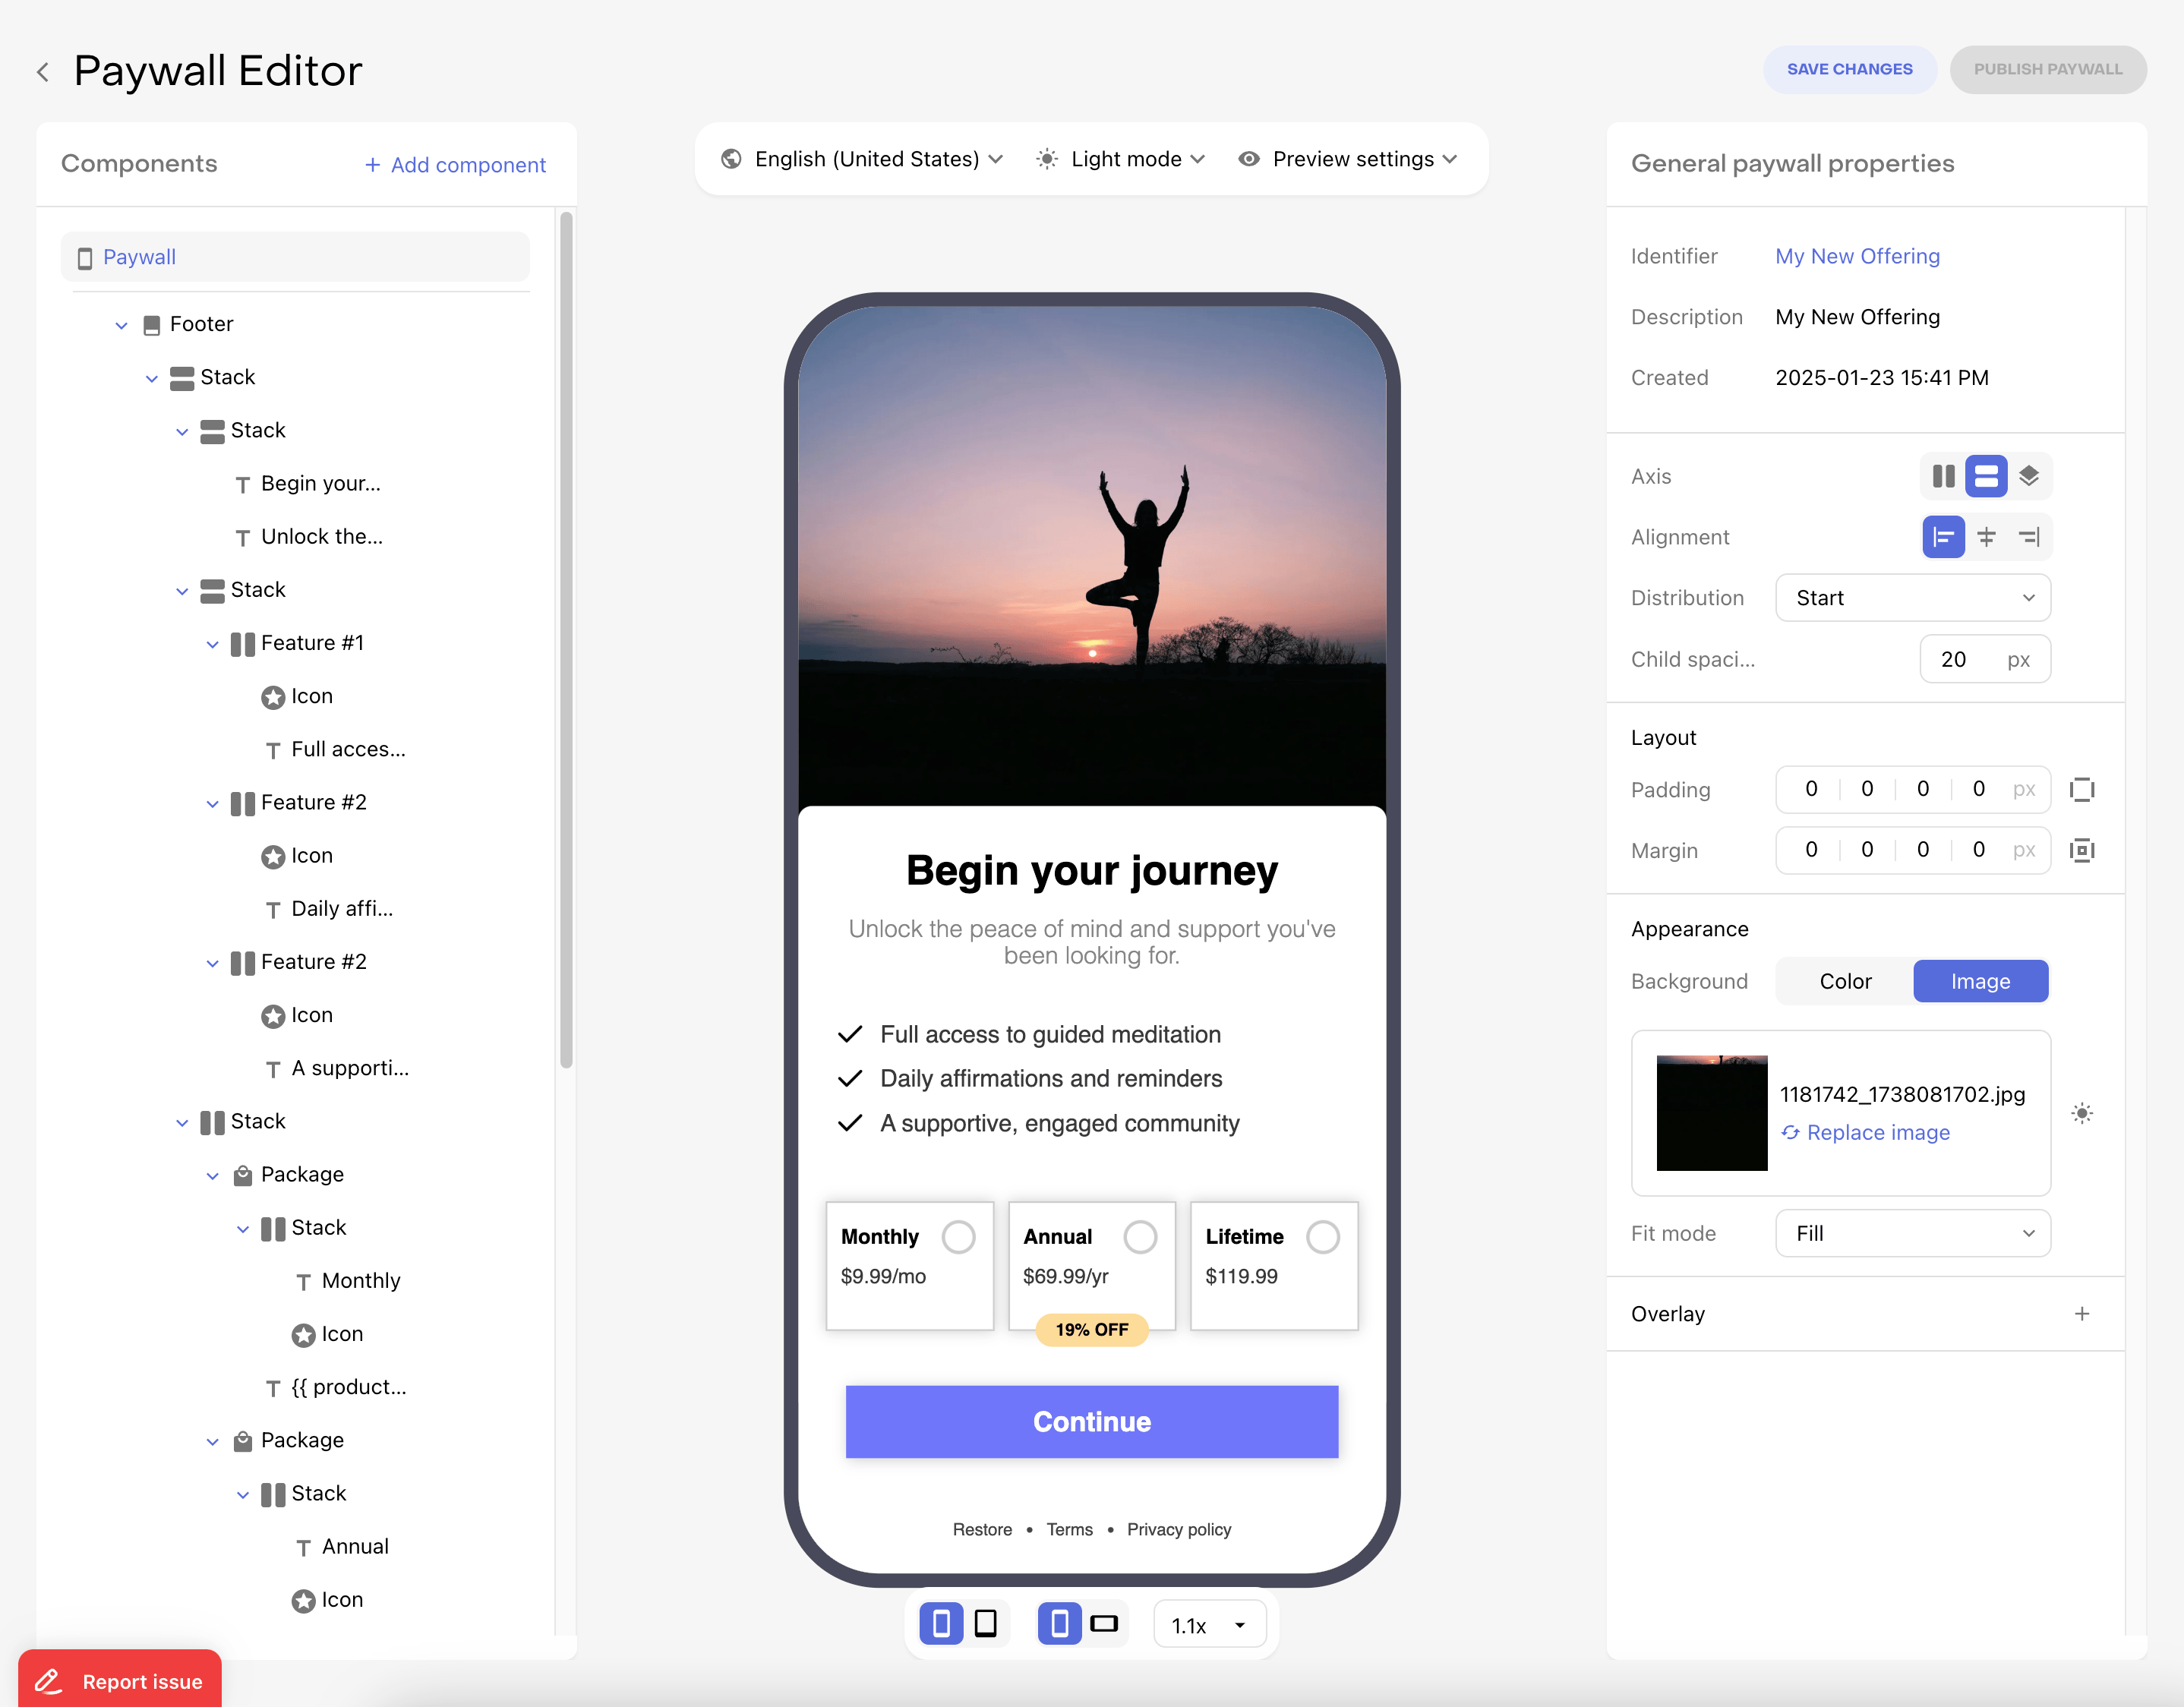 Paywall Editor
SAVE CHANGES
PUBLISH PAYWALL
Components
+ Add component
Paywall
Footer
Stack
Stack
Begin your...
Unlock the...
Stack
Feature #1
Icon
Full acces...
Feature #2
Icon
Daily affi...
Feature #2
Icon
A supporti...
Stack
Package
Stack
Monthly
Icon
{{ product...
Package
Stack
Annual
Icon
Report issue
English (United States)
Light mode
Preview settings
Begin your journey
Unlock the peace of mind and support you've
been looking for.
Full access to guided meditation
Daily affirmations and reminders
A supportive, engaged community
Monthly
$9.99/mo
Annual
$69.99/yr
19% OFF
Lifetime
$119.99
Continue
Restore • Terms • Privacy policy
1.1x
General paywall properties
Identifier My New Offering
Description My New Offering
Created 2025-01-23 15:41 PM
Axis
Alignment
Distribution Start
Child spaci... 20 px
Layout
Padding 0 0 0 0 px
Margin 0 0 0 0 px
Appearance
Background Color Image
1181742_1738081702.jpg
Replace image
Fit mode Fill
Overlay +